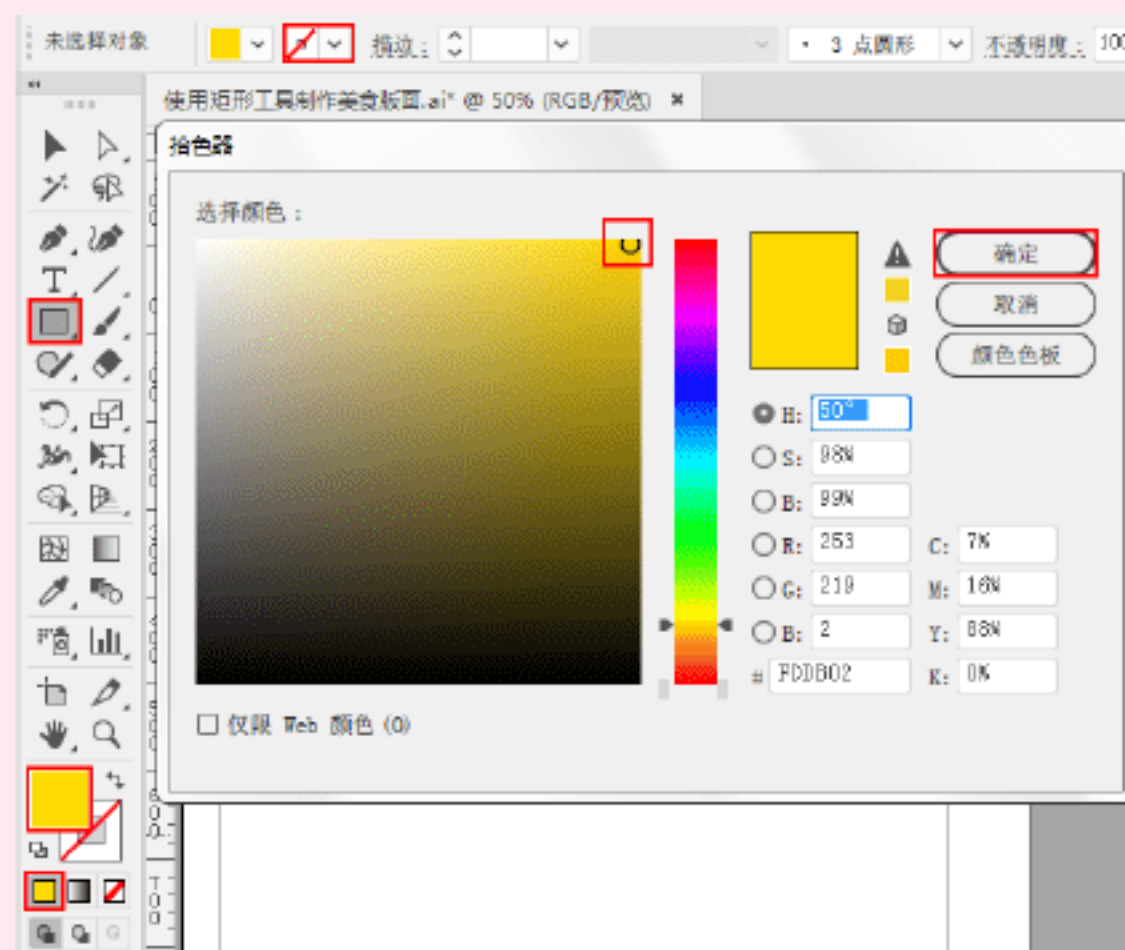 未选择对象 描边： 3 点圆形 不透明度： 100
使用矩形工具制作美食版面.ai* @ 50% (RGB/预览) ×
拾色器
选择颜色：
确定
取消
颜色色板
H: 50°
S: 98%
B: 99%
R: 253 C: 7%
G: 219 M: 16%
B: 2 Y: 88%
# FDDB02 K: 0%
仅限 Web 颜色 (O)